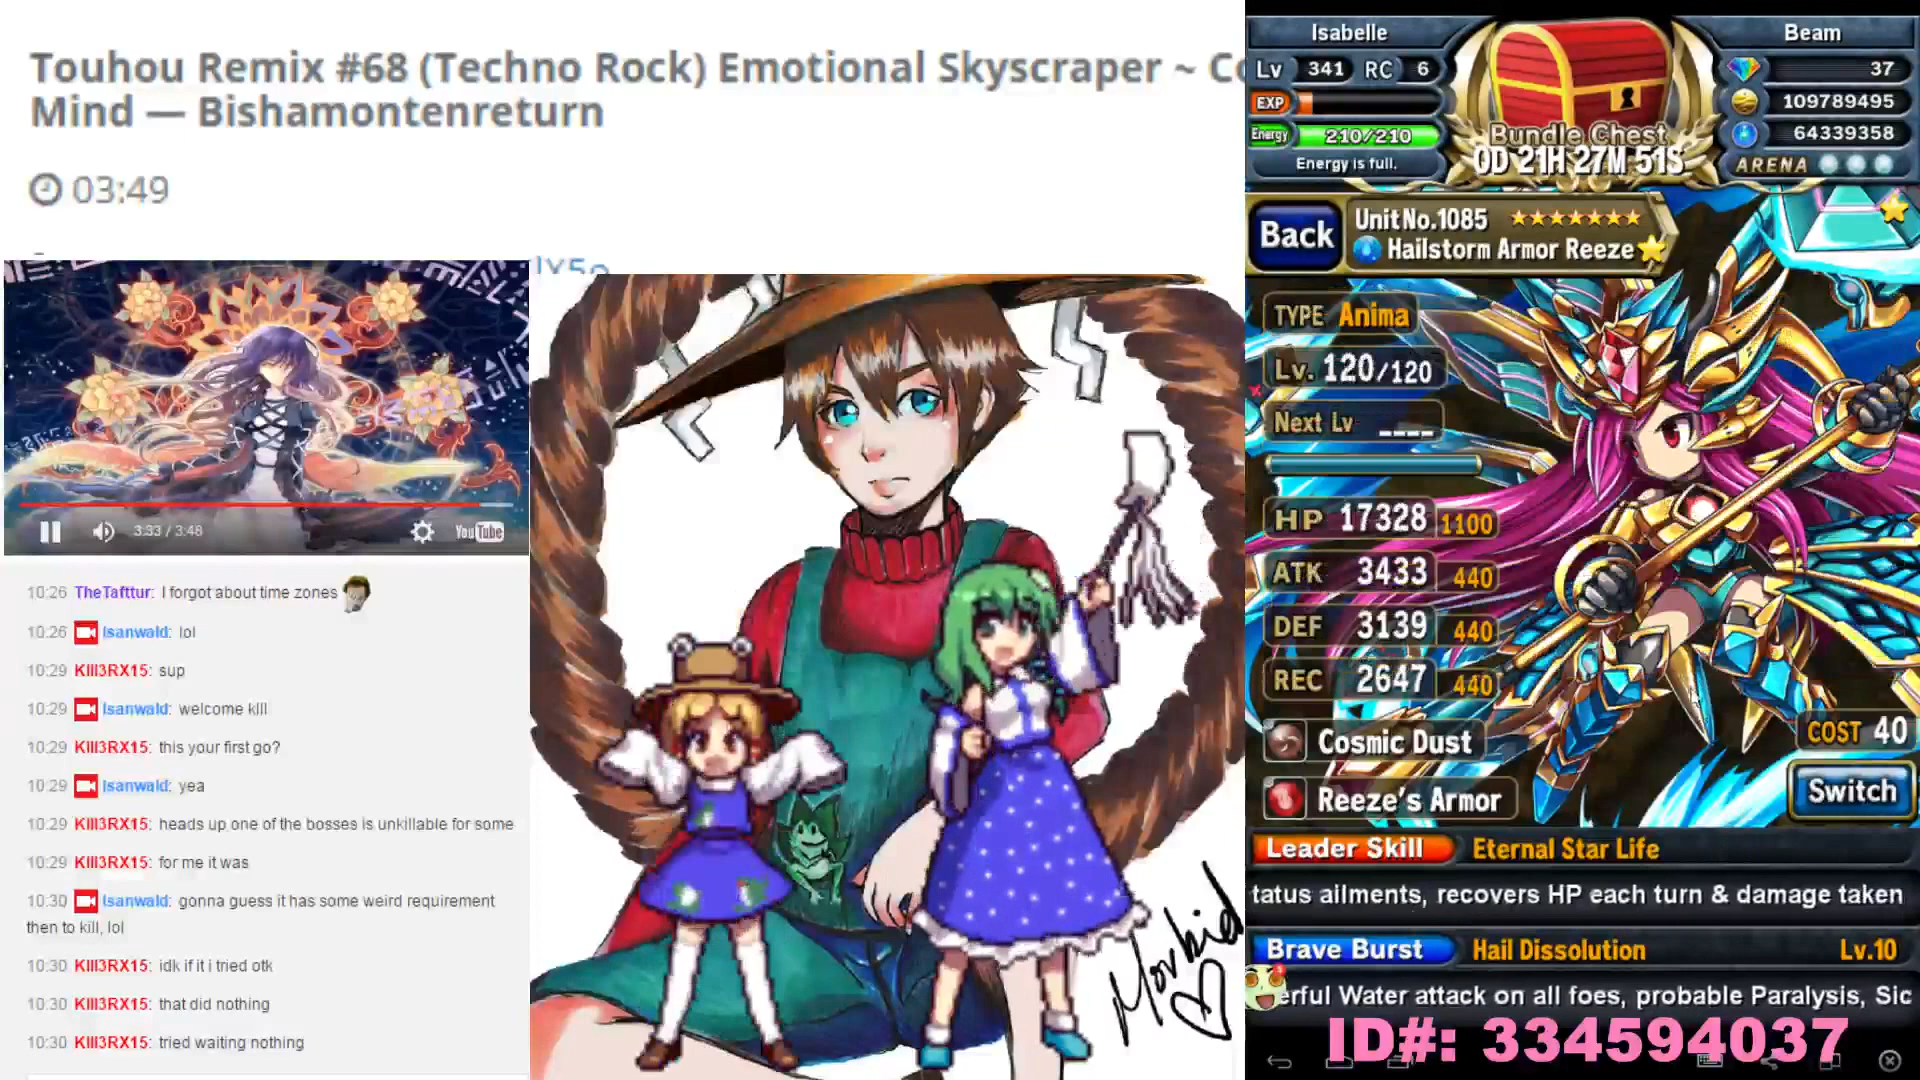 Touhou Remix #68 (Techno Rock) Emotional Skyscraper ~ Co
Mind — Bishamontenreturn
03:49
3:33 / 3:48
YouTube
10:26 TheTafttur: I forgot about time zones
10:26 Isanwald: lol
10:29 KIll3RX15: sup
10:29 Isanwald: welcome kIll
10:29 KIll3RX15: this your first go?
10:29 Isanwald: yea
10:29 KIll3RX15: heads up one of the bosses is unkillable for some
10:29 KIll3RX15: for me it was
10:30 Isanwald: gonna guess it has some weird requirement
then to kill, lol
10:30 KIll3RX15: idk if it i tried otk
10:30 KIll3RX15: that did nothing
10:30 KIll3RX15: tried waiting nothing
Morbid
Isabelle
Lv 341 RC 6
EXP
Energy 210/210
Energy is full.
Bundle Chest
0D 21H 27M 51S
Beam
37
109789495
64339358
ARENA
Back
Unit No.1085
Hailstorm Armor Reeze
TYPE Anima
Lv. 120/120
Next Lv ____
HP 17328 1100
ATK 3433 440
DEF 3139 440
REC 2647 440
Cosmic Dust
COST 40
Reeze's Armor
Switch
Leader Skill Eternal Star Life
tatus ailments, recovers HP each turn & damage taken
Brave Burst Hail Dissolution Lv.10
erful Water attack on all foes, probable Paralysis, Sic
ID#: 334594037